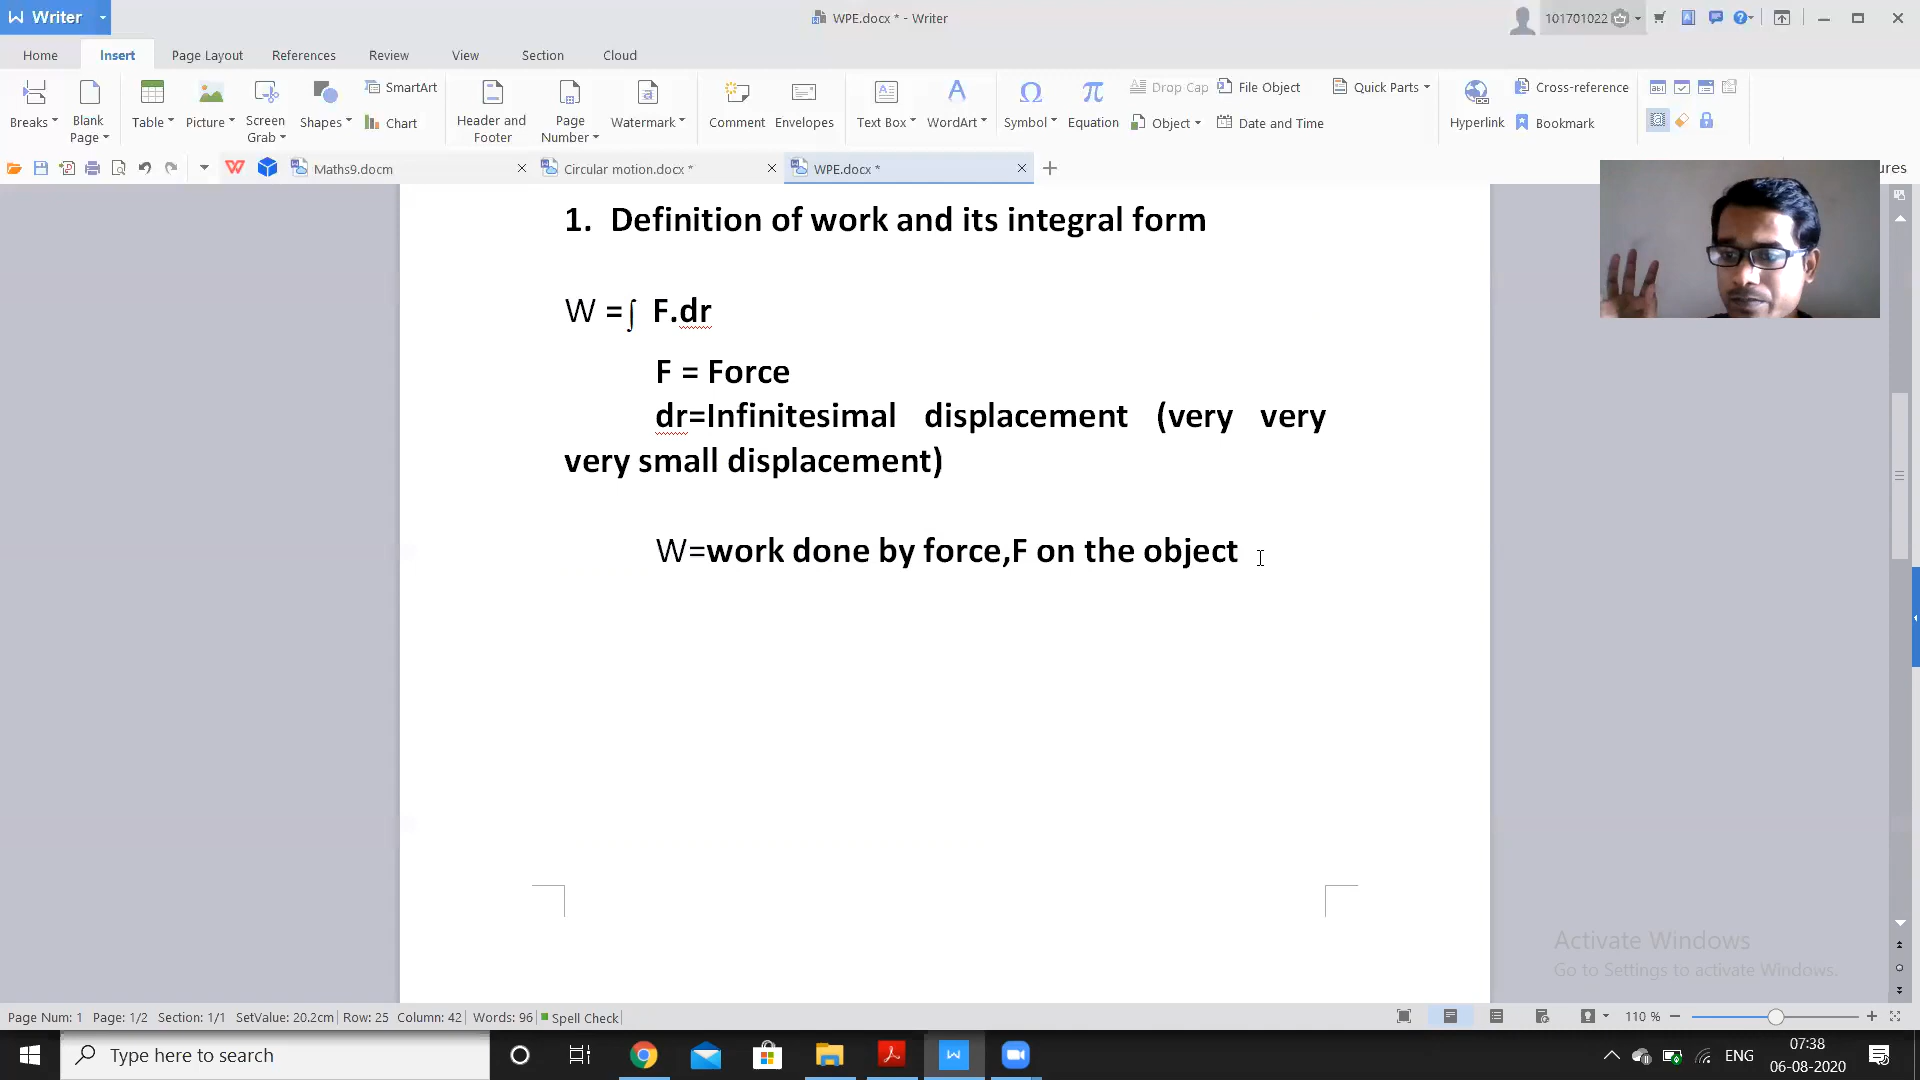 Writer
WPE.docx * - Writer
101701022
Home Insert Page Layout References Review View Section Cloud
Breaks
Blank Page
Table
Picture
Screen Grab
Shapes
SmartArt
Chart
Header and Footer
Page Number
Watermark
Comment
Envelopes
Text Box
WordArt
Symbol
Equation
Drop Cap
Object
File Object
Date and Time
Quick Parts
Hyperlink
Cross-reference
Bookmark
Maths9.docm
Circular motion.docx *
WPE.docx *
ures
1. Definition of work and its integral form
W =∫ F.dr
F = Force
dr=Infinitesimal displacement (very very
very small displacement)
W=work done by force,F on the object
Activate Windows
Go to Settings to activate Windows.
Page Num: 1 Page: 1/2 Section: 1/1 SetValue: 20.2cm Row: 25 Column: 42 Words: 96 Spell Check
110 %
Type here to search
ENG
07:38
06-08-2020